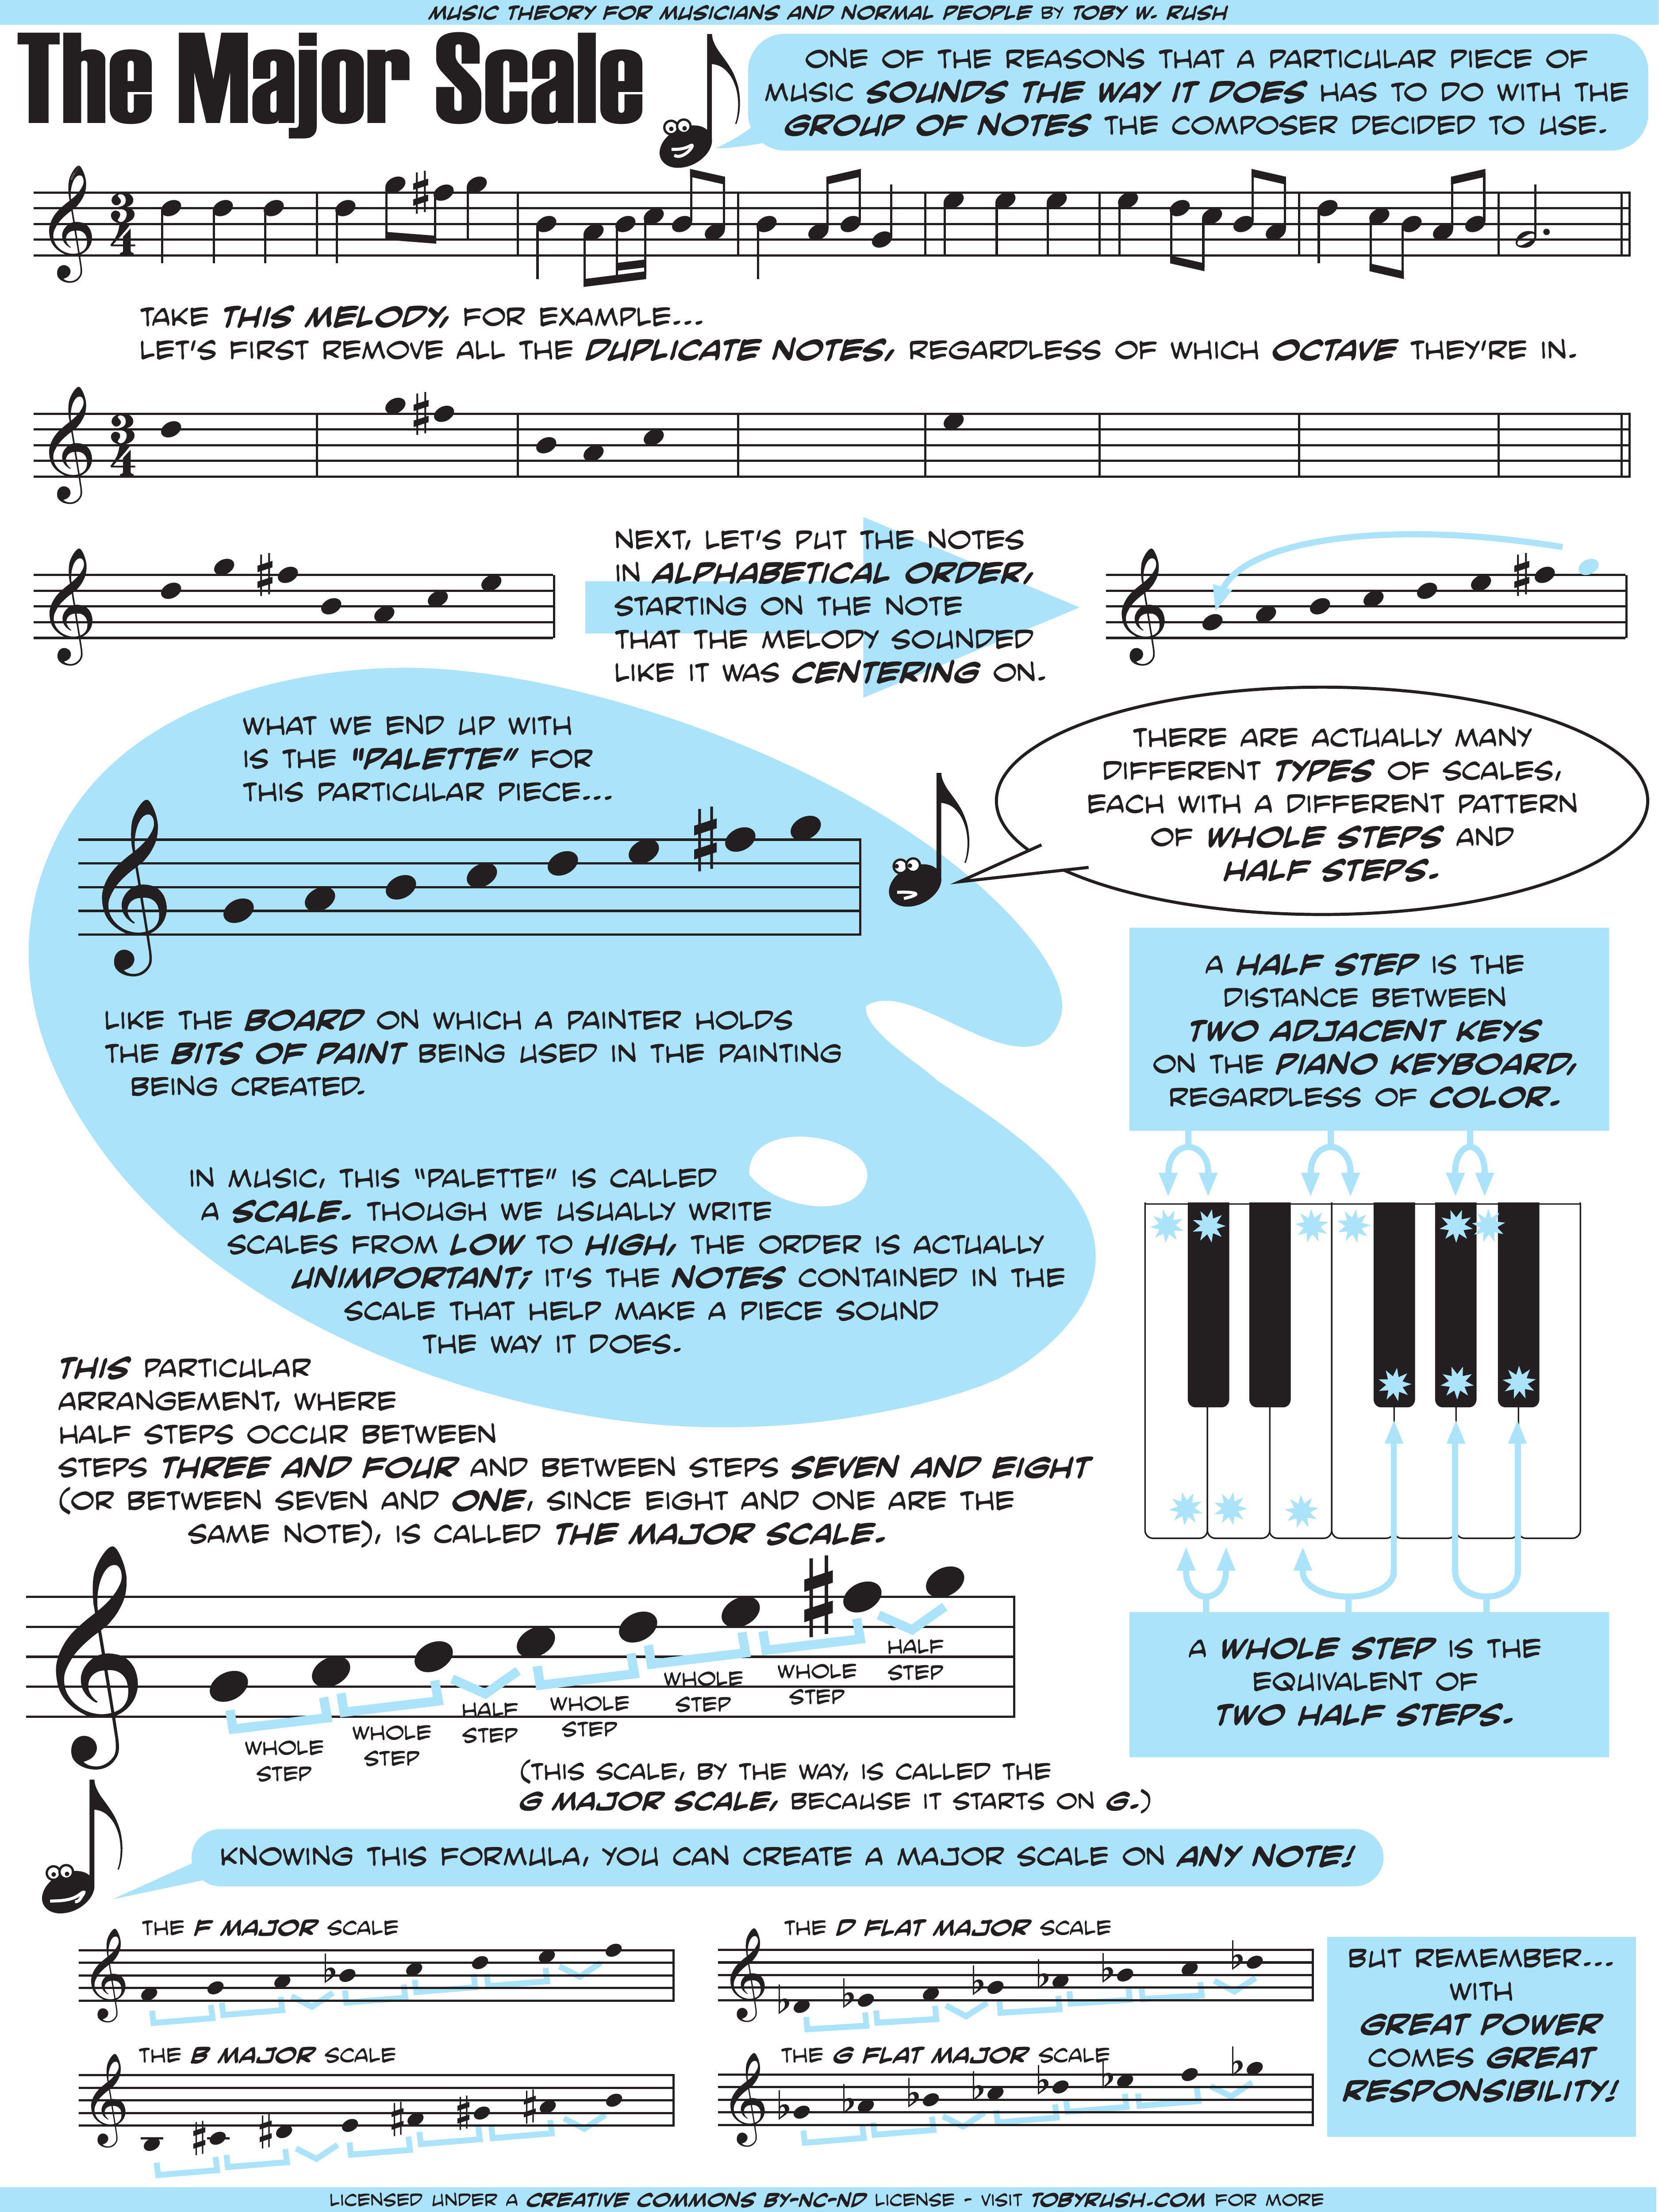 MUSIC THEORY FOR MUSICIANS AND NORMAL PEOPLE BY TOBY W. RUSH
The Major Scale
ONE OF THE REASONS THAT A PARTICULAR PIECE OF
MUSIC SOUNDS THE WAY IT DOES HAS TO DO WITH THE
GROUP OF NOTES THE COMPOSER DECIDED TO USE.
3
4
TAKE THIS MELODY, FOR EXAMPLE...
LET'S FIRST REMOVE ALL THE DUPLICATE NOTES, REGARDLESS OF WHICH OCTAVE THEY'RE IN.
3
4
NEXT, LET'S PUT THE NOTES
IN ALPHABETICAL ORDER,
STARTING ON THE NOTE
THAT THE MELODY SOUNDED
LIKE IT WAS CENTERING ON.
WHAT WE END UP WITH
IS THE "PALETTE" FOR
THIS PARTICULAR PIECE...
THERE ARE ACTUALLY MANY
DIFFERENT TYPES OF SCALES,
EACH WITH A DIFFERENT PATTERN
OF WHOLE STEPS AND
HALF STEPS.
LIKE THE BOARD ON WHICH A PAINTER HOLDS
THE BITS OF PAINT BEING USED IN THE PAINTING
BEING CREATED.
A HALF STEP IS THE
DISTANCE BETWEEN
TWO ADJACENT KEYS
ON THE PIANO KEYBOARD,
REGARDLESS OF COLOR.
IN MUSIC, THIS "PALETTE" IS CALLED
A SCALE. THOUGH WE USUALLY WRITE
SCALES FROM LOW TO HIGH, THE ORDER IS ACTUALLY
UNIMPORTANT; IT'S THE NOTES CONTAINED IN THE
SCALE THAT HELP MAKE A PIECE SOUND
THE WAY IT DOES.
THIS PARTICULAR
ARRANGEMENT, WHERE
HALF STEPS OCCUR BETWEEN
STEPS THREE AND FOUR AND BETWEEN STEPS SEVEN AND EIGHT
(OR BETWEEN SEVEN AND ONE, SINCE EIGHT AND ONE ARE THE
SAME NOTE), IS CALLED THE MAJOR SCALE.
WHOLE
STEP
WHOLE
STEP
HALF
STEP
WHOLE
STEP
WHOLE
STEP
WHOLE
STEP
HALF
STEP
A WHOLE STEP IS THE
EQUIVALENT OF
TWO HALF STEPS.
(THIS SCALE, BY THE WAY, IS CALLED THE
G MAJOR SCALE, BECAUSE IT STARTS ON G.)
KNOWING THIS FORMULA, YOU CAN CREATE A MAJOR SCALE ON ANY NOTE!
THE F MAJOR SCALE
THE D FLAT MAJOR SCALE
THE B MAJOR SCALE
THE G FLAT MAJOR SCALE
BUT REMEMBER...
WITH
GREAT POWER
COMES GREAT
RESPONSIBILITY!
LICENSED UNDER A CREATIVE COMMONS BY-NC-ND LICENSE - VISIT TOBYRUSH.COM FOR MORE